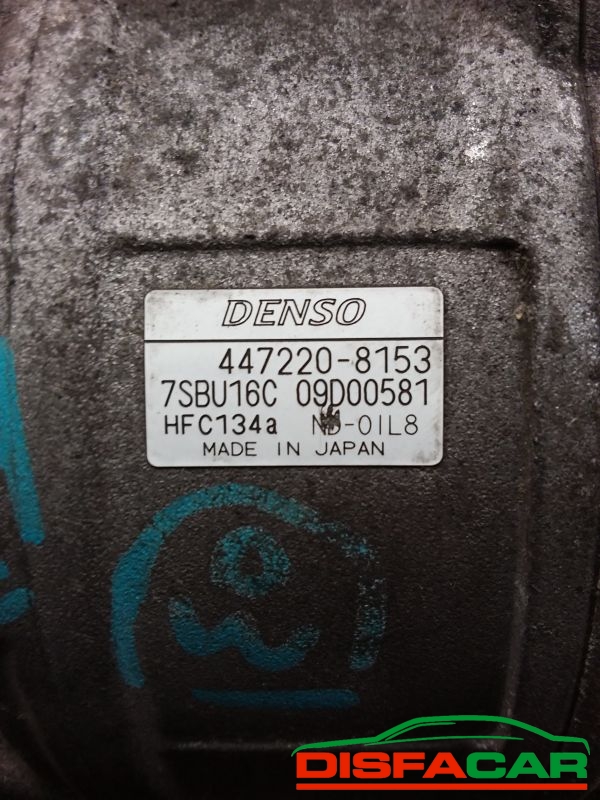 DENSO
447220-8153
7SBU16C 09D00581
HFC134a ND-OIL8
MADE IN JAPAN
DISFACAR